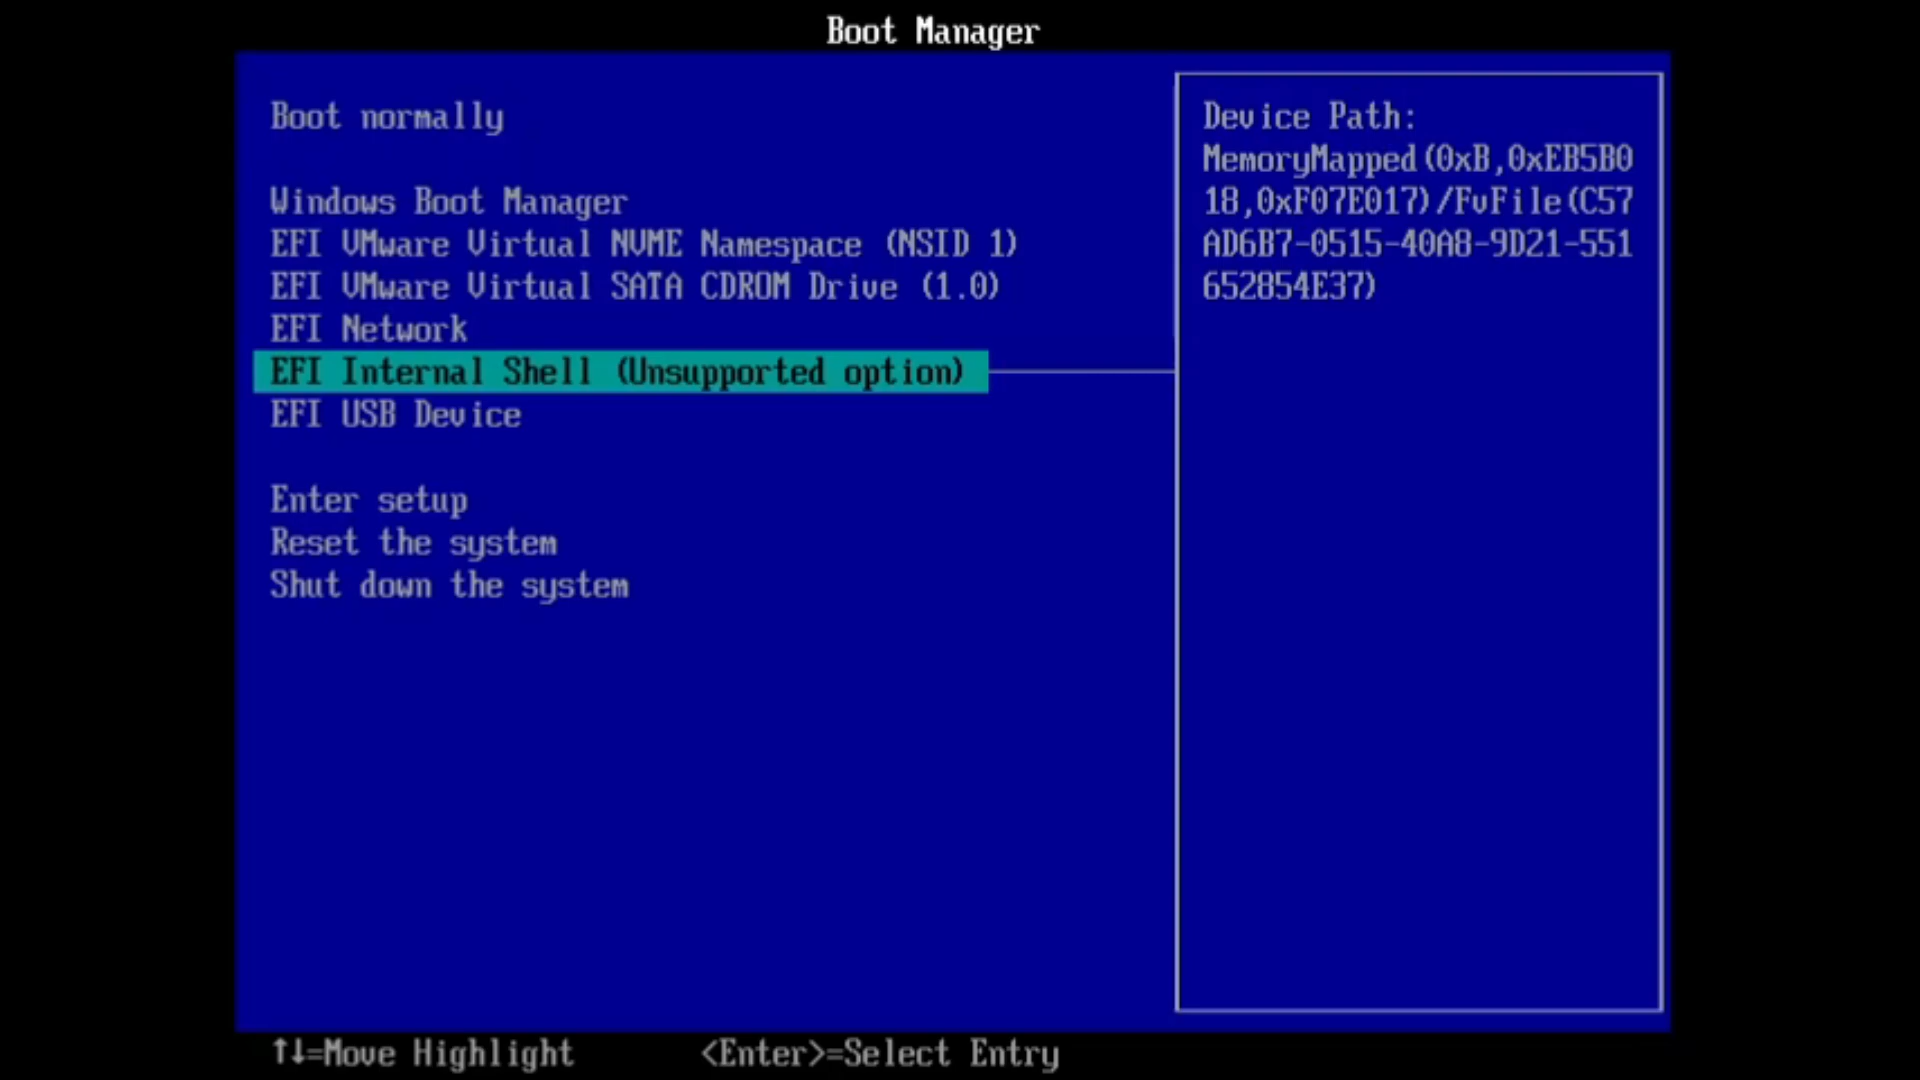 Boot Manager
Boot normally
Windows Boot Manager
EFI VMware Virtual NVME Namespace (NSID 1)
EFI VMware Virtual SATA CDROM Drive (1.0)
EFI Network
EFI Internal Shell (Unsupported option)
EFI USB Device
Enter setup
Reset the system
Shut down the system
Device Path:
MemoryMapped(0xB,0xEB5B0
18,0xF07E017)/FvFile(C57
AD6B7-0515-40A8-9D21-551
652854E37)
↑↓=Move Highlight
<Enter>=Select Entry